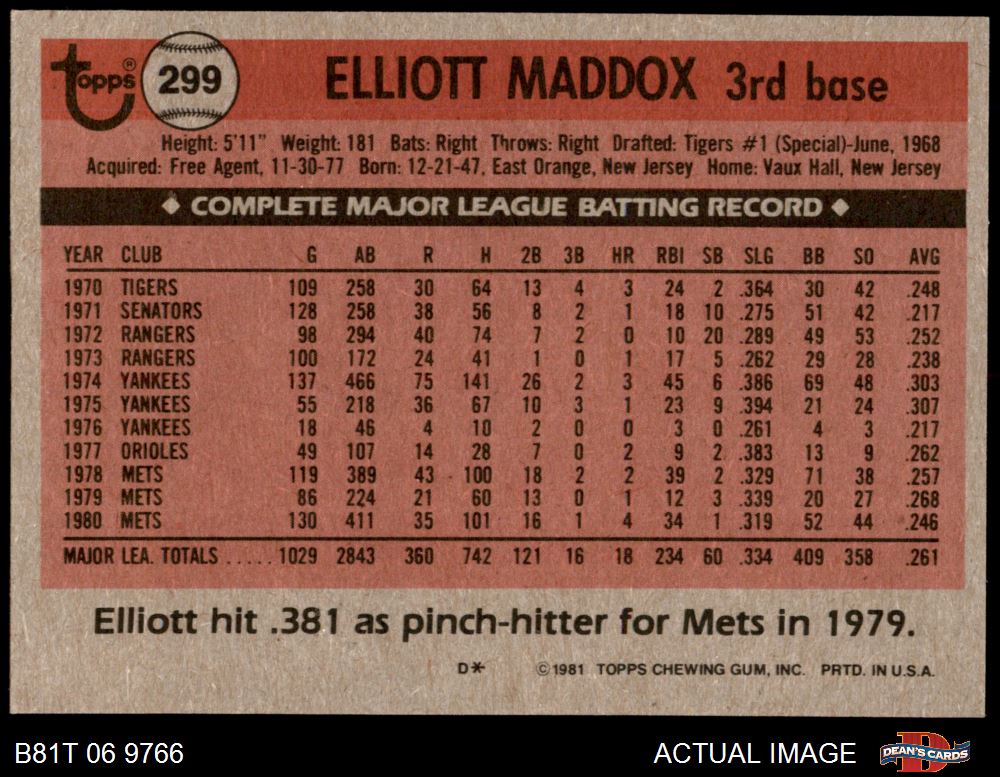 topps® 299 ELLIOTT MADDOX 3rd base
Height: 5'11" Weight: 181 Bats: Right Throws: Right Drafted: Tigers #1 (Special)-June, 1968
Acquired: Free Agent, 11-30-77 Born: 12-21-47, East Orange, New Jersey Home: Vaux Hall, New Jersey
◆ COMPLETE MAJOR LEAGUE BATTING RECORD ◆
YEAR CLUB G AB R H 2B 3B HR RBI SB SLG BB SO AVG
1970 TIGERS 109 258 30 64 13 4 3 24 2 .364 30 42 .248
1971 SENATORS 128 258 38 56 8 2 1 18 10 .275 51 42 .217
1972 RANGERS 98 294 40 74 7 2 0 10 20 .289 49 53 .252
1973 RANGERS 100 172 24 41 1 0 1 17 5 .262 29 28 .238
1974 YANKEES 137 466 75 141 26 2 3 45 6 .386 69 48 .303
1975 YANKEES 55 218 36 67 10 3 1 23 9 .394 21 24 .307
1976 YANKEES 18 46 4 10 2 0 0 3 0 .261 4 3 .217
1977 ORIOLES 49 107 14 28 7 0 2 9 2 .383 13 9 .262
1978 METS 119 389 43 100 18 2 2 39 2 .329 71 38 .257
1979 METS 86 224 21 60 13 0 1 12 3 .339 20 27 .268
1980 METS 130 411 35 101 16 1 4 34 1 .319 52 44 .246
MAJOR LEA. TOTALS ..... 1029 2843 360 742 121 16 18 234 60 .334 409 358 .261
Elliott hit .381 as pinch-hitter for Mets in 1979.
D* ©1981 TOPPS CHEWING GUM, INC. PRTD. IN U.S.A.
B81T 06 9766 ACTUAL IMAGE DEAN'S CARDS